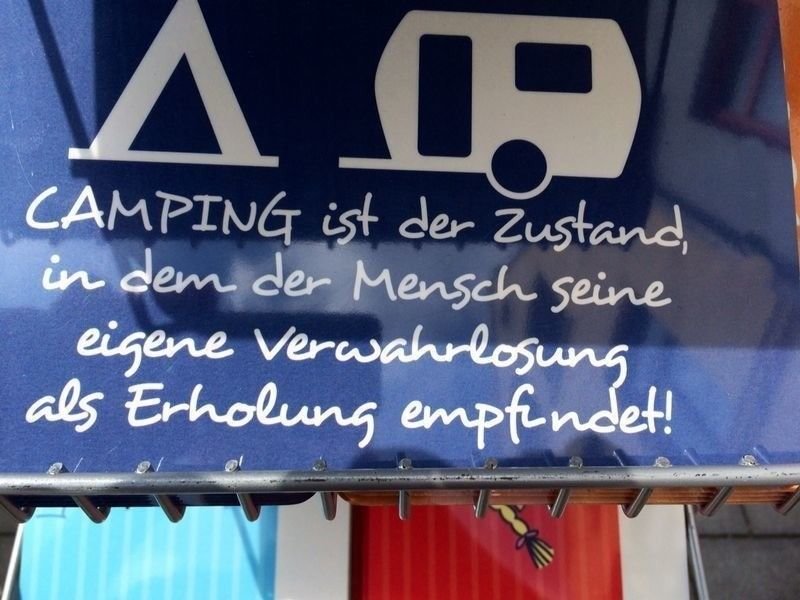 CAMPING ist der Zustand,
in dem der Mensch seine
eigene Verwahrlosung
als Erholung empfindet!